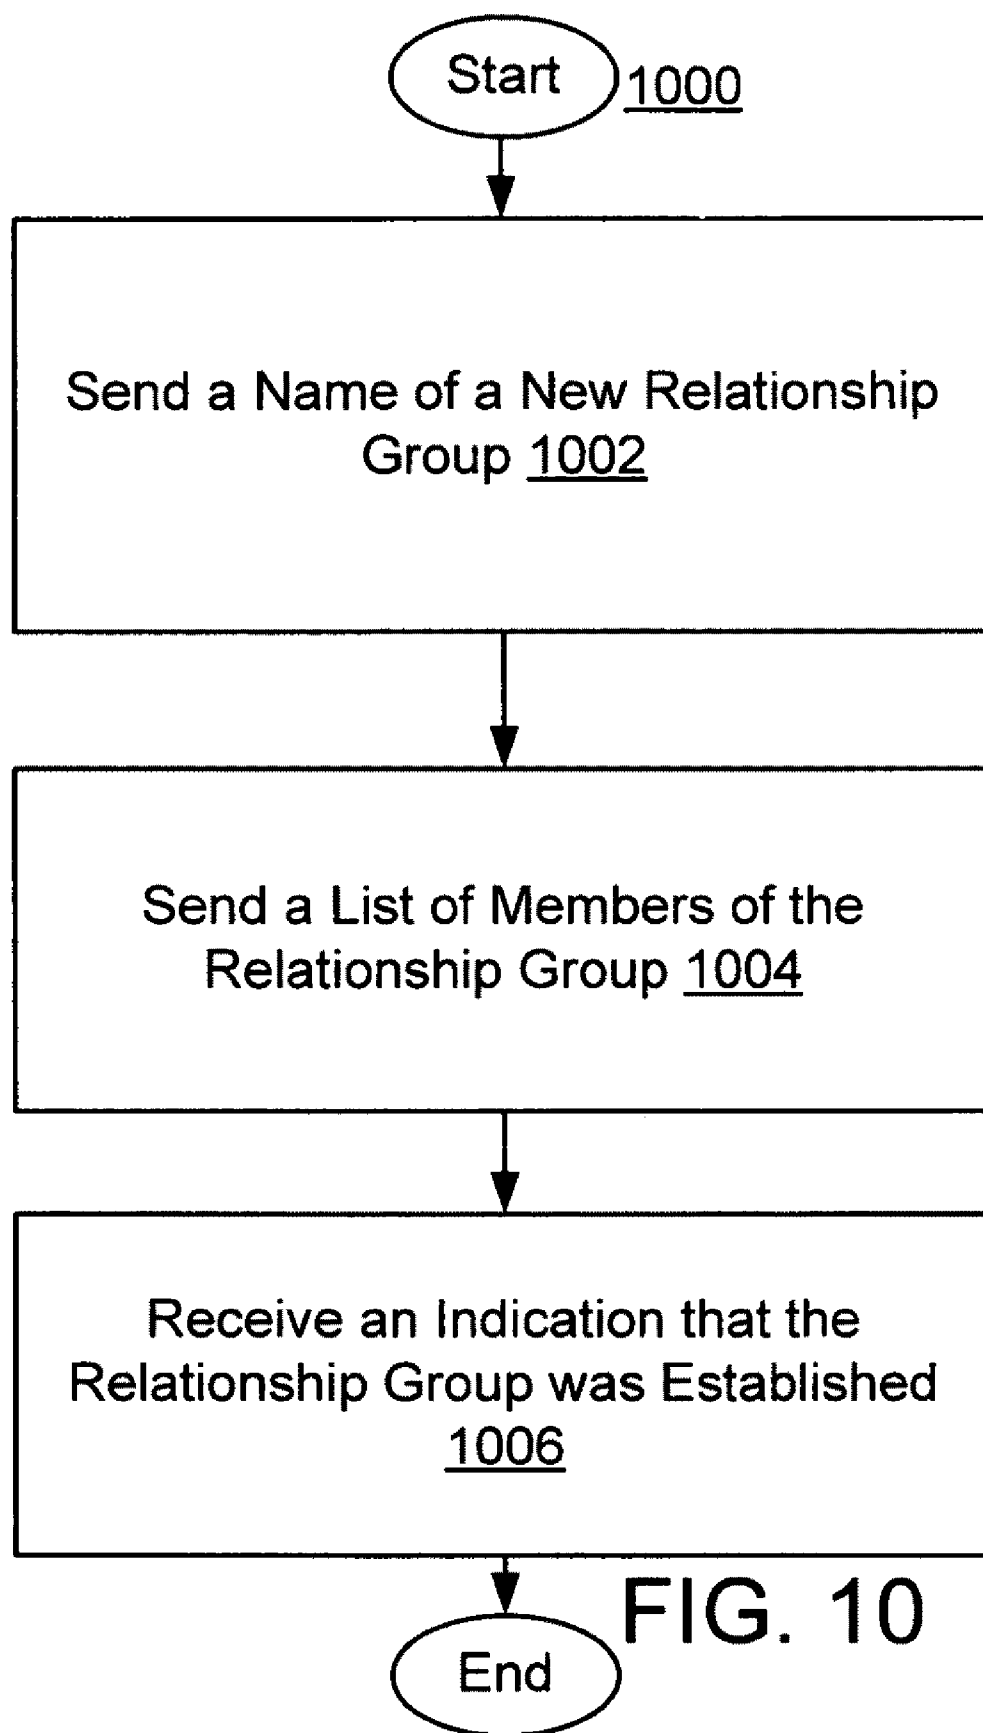 Start
1000
Send a Name of a New Relationship
Group 1002
Send a List of Members of the
Relationship Group 1004
Receive an Indication that the
Relationship Group was Established
1006
FIG. 10
End